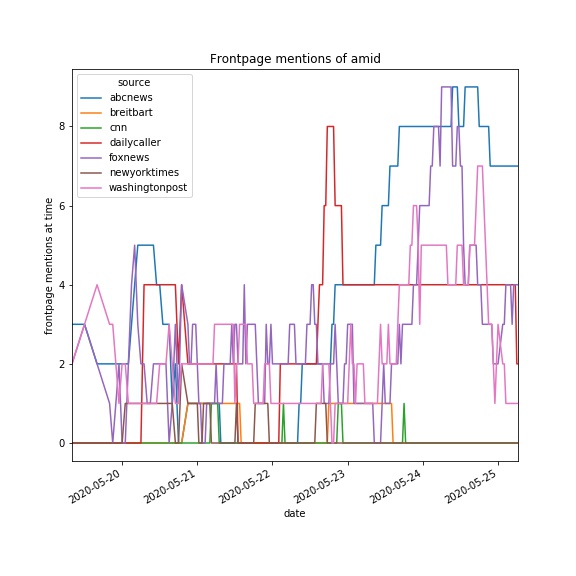 Frontpage mentions of amid
source
abcnews
breitbart
cnn
dailycaller
foxnews
newyorktimes
washingtonpost
frontpage mentions at time
8
6
4
2
0
2020-05-20
2020-05-21
2020-05-22
2020-05-23
2020-05-24
2020-05-25
date